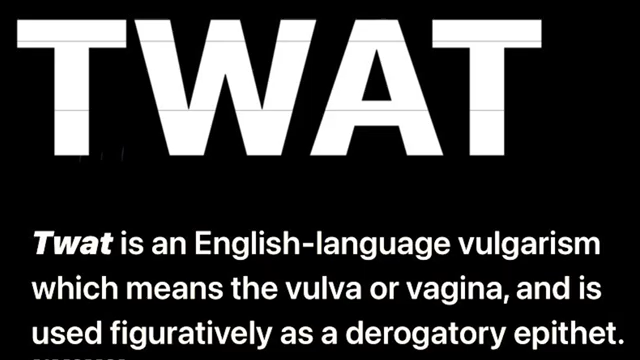 TWAT
Twat is an English-language vulgarism
which means the vulva or vagina, and is
used figuratively as a derogatory epithet.